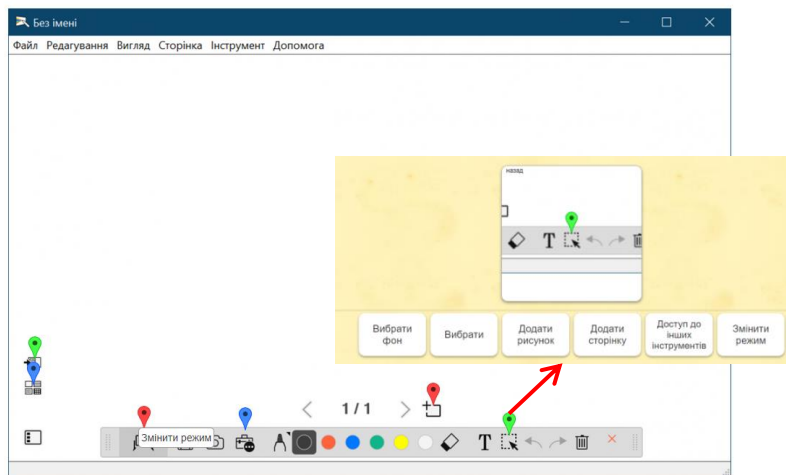 Без імені
Файл Редагування Вигляд Сторінка Інструмент Допомога
назад
T
Вибрати
фон
Вибрати
Додати
рисунок
Додати
сторінку
Доступ до
інших
інструментів
Змінити
режим
1/1
Змінити режим
T